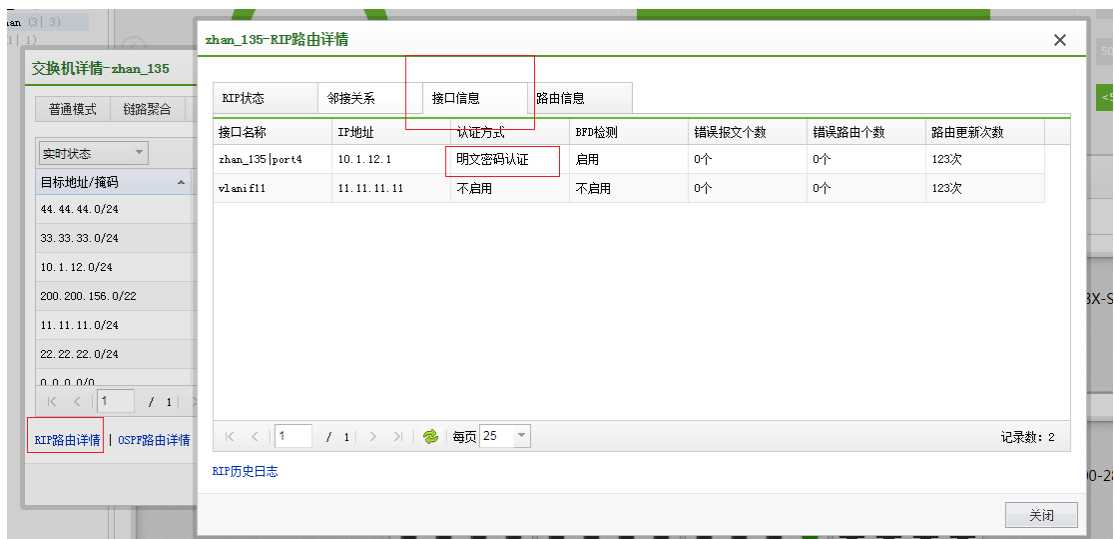 han (3| 3)
1| 1)
zhan_135-RIP路由详情
交换机详情-zhan_135
普通模式 链路聚合
实时状态
目标地址/掩码
44.44.44.0/24
33.33.33.0/24
10.1.12.0/24
200.200.156.0/22
11.11.11.0/24
22.22.22.0/24
0.0.0.0/0
1 / 1
RIP路由详情 | OSPF路由详情
RIP状态 邻接关系 接口信息 路由信息
接口名称 IP地址 认证方式 BFD检测 错误报文个数 错误路由个数 路由更新次数
zhan_135|port4 10.1.12.1 明文密码认证 启用 0个 0个 123次
vlanif11 11.11.11.11 不启用 不启用 0个 0个 123次
1 / 1 每页 25 记录数: 2
RIP历史日志
关闭